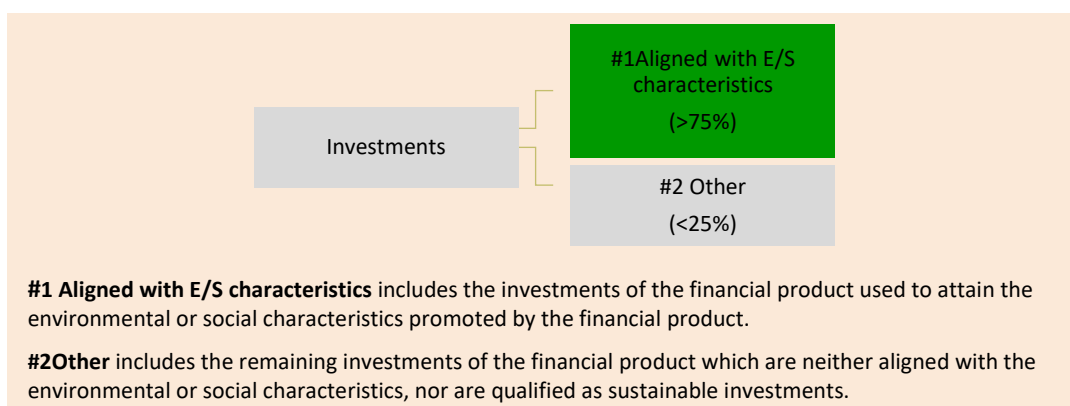 #1Aligned with E/S
characteristics
(>75%)
Investments
#2 Other
(<25%)
#1 Aligned with E/S characteristics includes the investments of the financial product used to attain the
environmental or social characteristics promoted by the financial product.
#2Other includes the remaining investments of the financial product which are neither aligned with the
environmental or social characteristics, nor are qualified as sustainable investments.